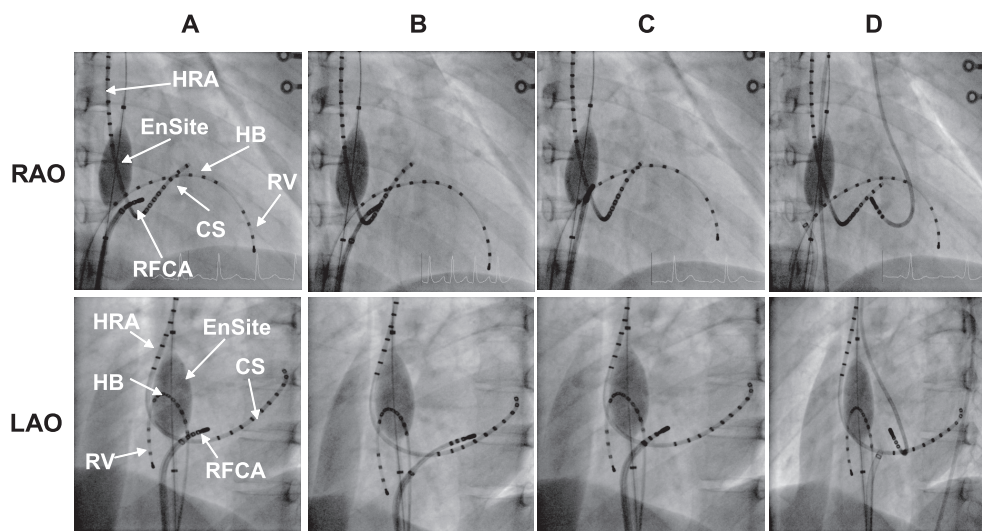 A B C D
RAO
HRA
EnSite
HB
RV
CS
RFCA
LAO
HRA
EnSite
CS
HB
RV
RFCA